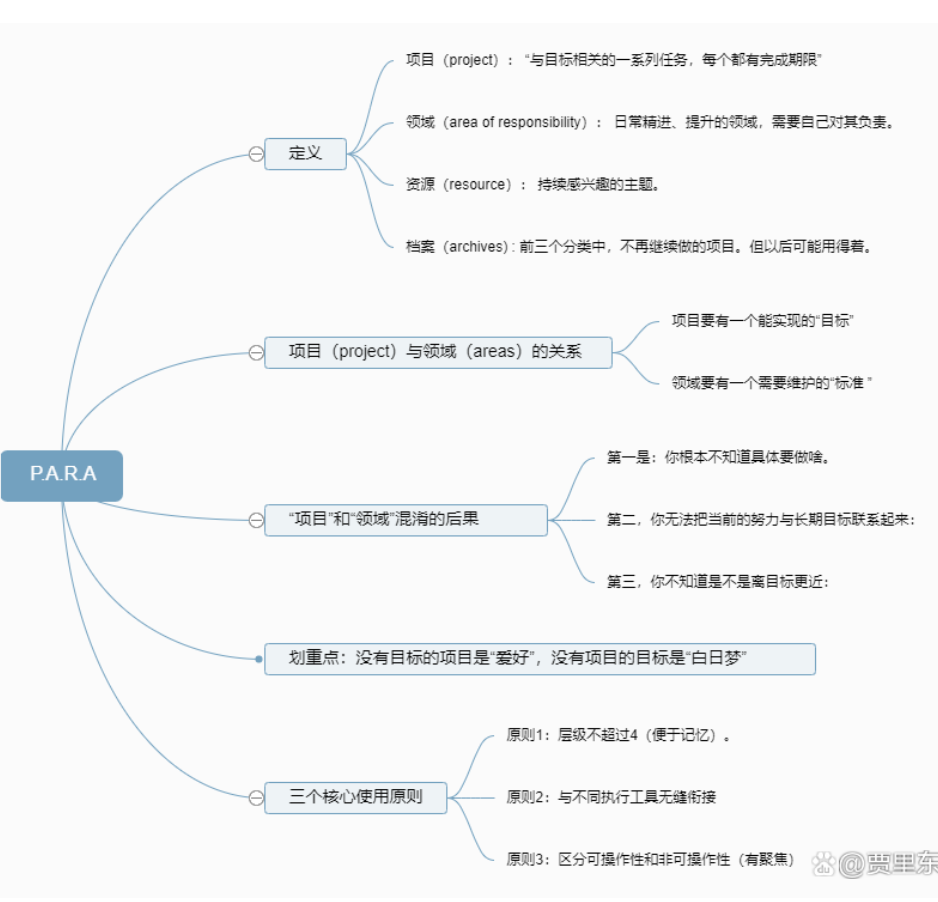 项目（project）：“与目标相关的一系列任务，每个都有完成期限”
领域（area of responsibility）： 日常精进、提升的领域，需要自己对其负责。
定义
资源（resource）： 持续感兴趣的主题。
档案（archives）: 前三个分类中，不再继续做的项目。但以后可能用得着。
项目要有一个能实现的“目标”
项目（project）与领域（areas）的关系
领域要有一个需要维护的“标准 ”
P.A.R.A
第一是：你根本不知道具体要做啥。
“项目”和“领域”混淆的后果
第二，你无法把当前的努力与长期目标联系起来：
第三，你不知道是不是离目标更近：
划重点：没有目标的项目是“爱好”，没有项目的目标是“白日梦”
原则1：层级不超过4（便于记忆）。
三个核心使用原则
原则2：与不同执行工具无缝衔接
原则3：区分可操作性和非可操作性（有聚焦）
du @贾里东